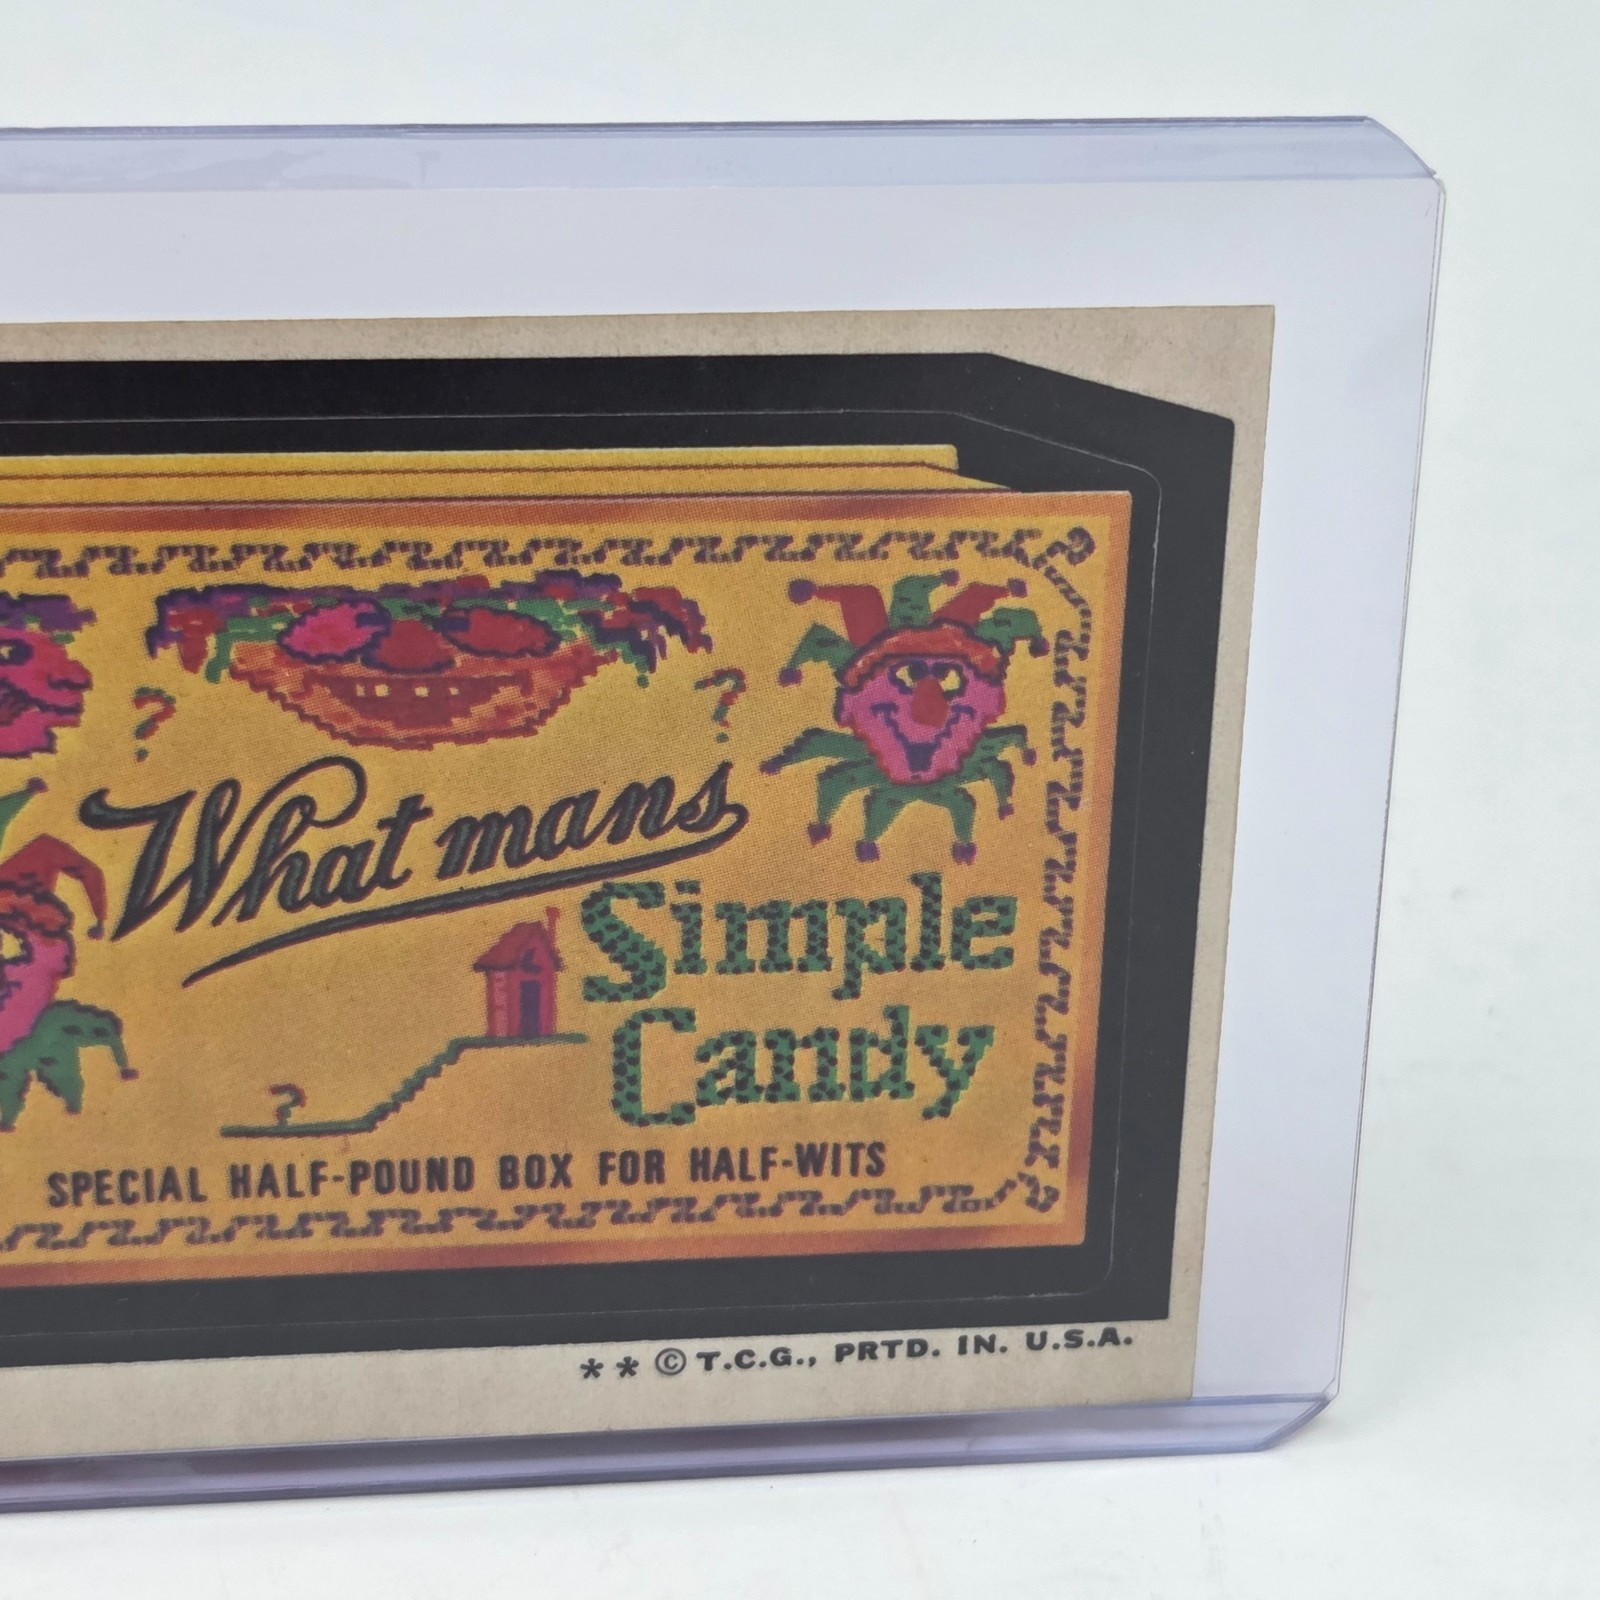 What mans
Simple
Candy
SPECIAL HALF-POUND BOX FOR HALF-WITS
** © T.C.G., PRTD. IN. U.S.A.